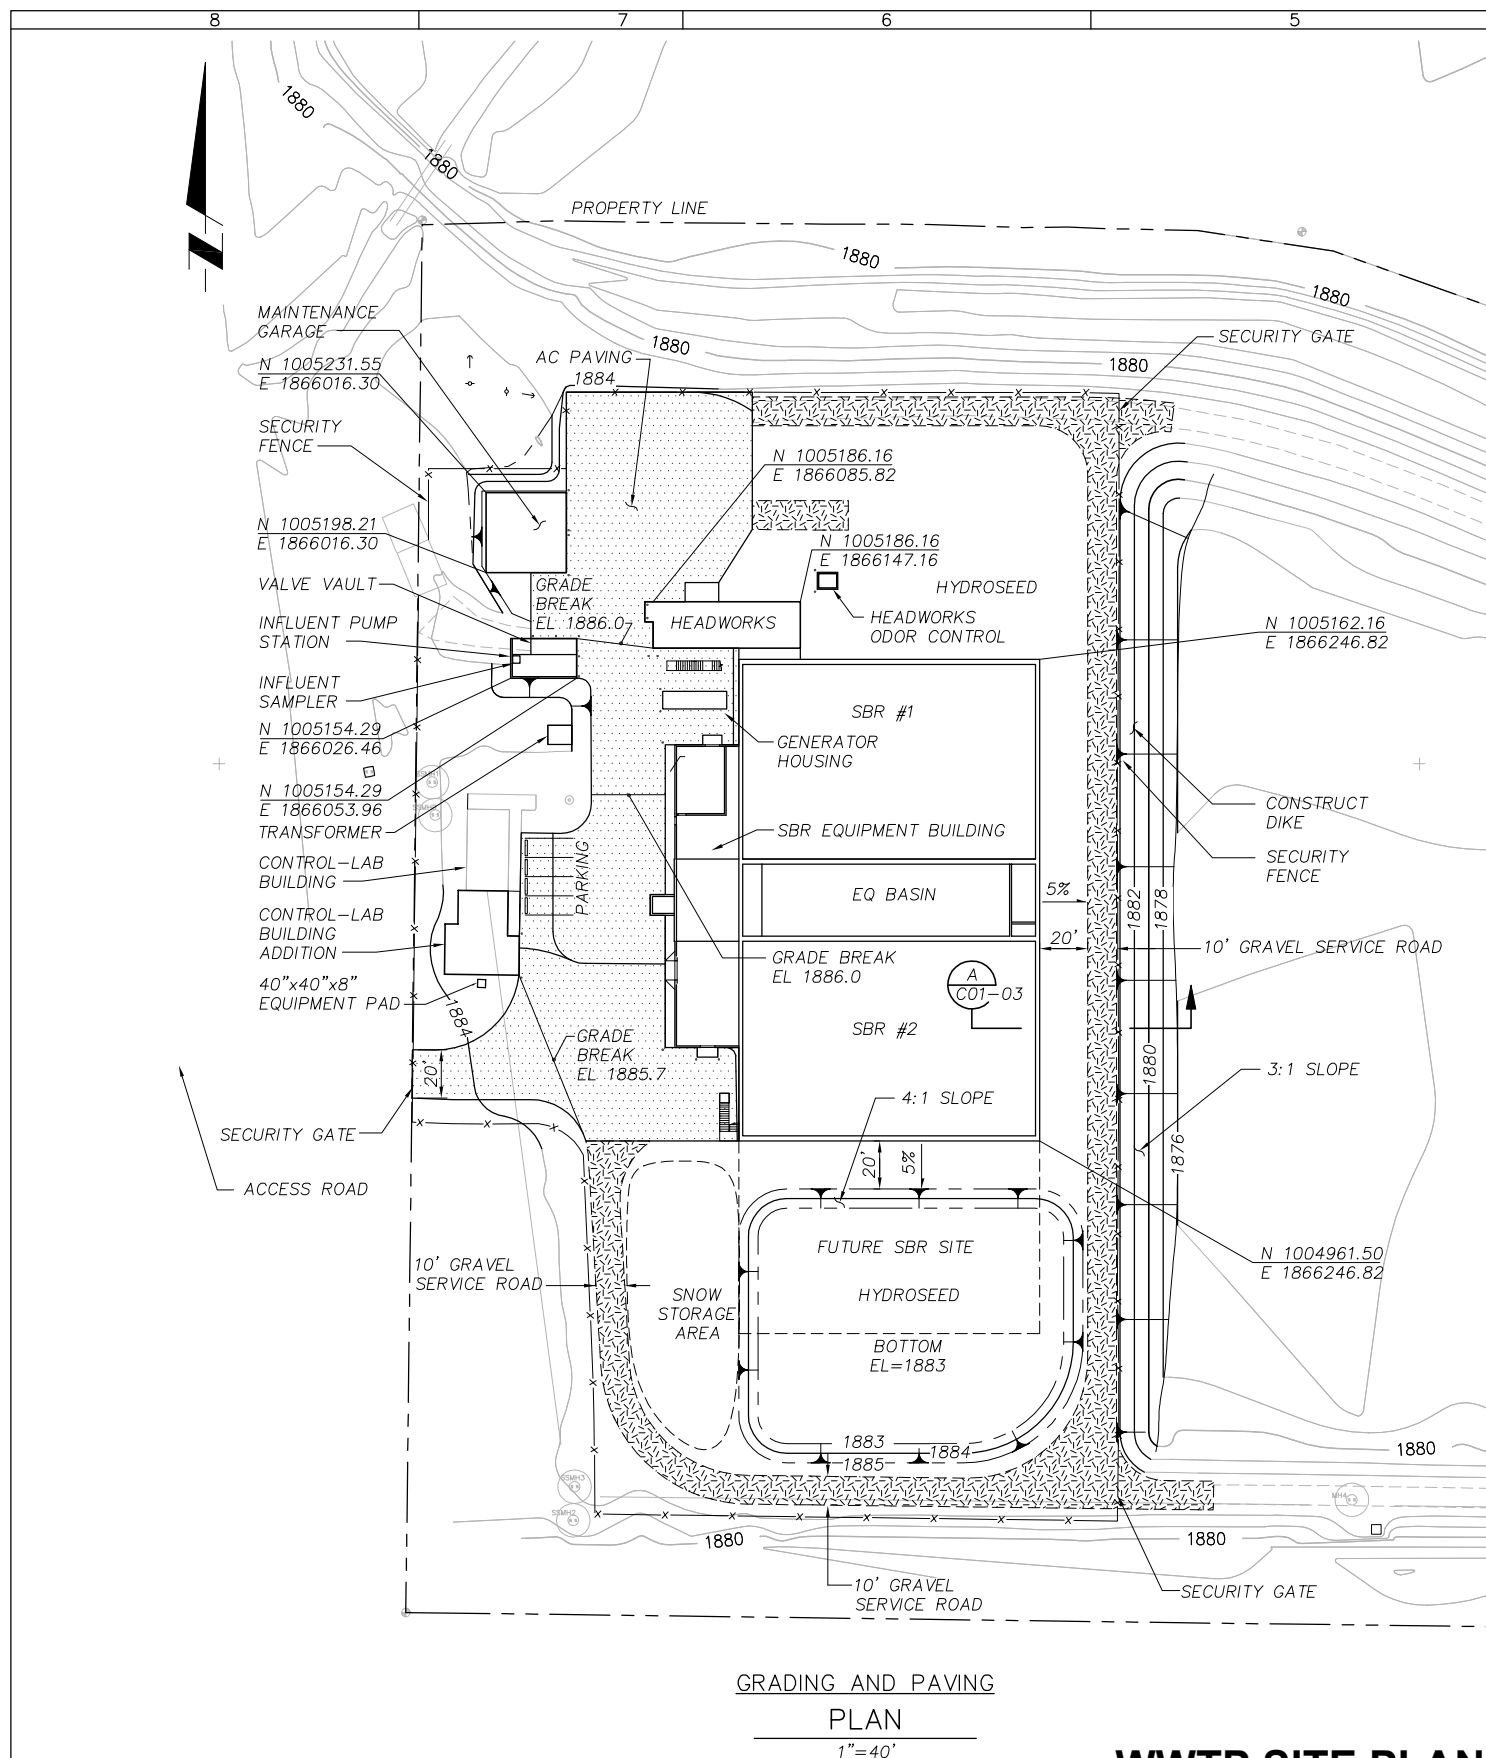 8
7
6
5
1880
1880
PROPERTY LINE
1880
1880
MAINTENANCE
GARAGE
N 1005231.55
E 1866016.30
AC PAVING
1884
1880
1880
SECURITY GATE
SECURITY
FENCE
N 1005186.16
E 1866085.82
N 1005198.21
E 1866016.30
N 1005186.16
E 1866147.16
VALVE VAULT
GRADE
BREAK
EL 1886.0
HYDROSEED
INFLUENT PUMP
STATION
HEADWORKS
HEADWORKS
ODOR CONTROL
N 1005162.16
E 1866246.82
INFLUENT
SAMPLER
SBR #1
N 1005154.29
E 1866026.46
GENERATOR
HOUSING
N 1005154.29
E 1866053.96
TRANSFORMER
CONSTRUCT
DIKE
SBR EQUIPMENT BUILDING
PARKING
CONTROL-LAB
BUILDING
SECURITY
FENCE
EQ BASIN
5%
1882
1878
CONTROL-LAB
BUILDING
ADDITION
20'
10' GRAVEL SERVICE ROAD
GRADE BREAK
EL 1886.0
40"x40"x8"
EQUIPMENT PAD
A
C01-03
1884
SBR #2
GRADE
BREAK
EL 1885.7
20'
1880
3:1 SLOPE
4:1 SLOPE
SECURITY GATE
1876
20'
5%
ACCESS ROAD
FUTURE SBR SITE
N 1004961.50
E 1866246.82
10' GRAVEL
SERVICE ROAD
SNOW
STORAGE
AREA
HYDROSEED
BOTTOM
EL=1883
1883
1884
1885
1880
SSMH3
MH4
SSMH2
1880
1880
10' GRAVEL
SERVICE ROAD
SECURITY GATE
GRADING AND PAVING
PLAN
1"=40'
WWTP SITE PLAN